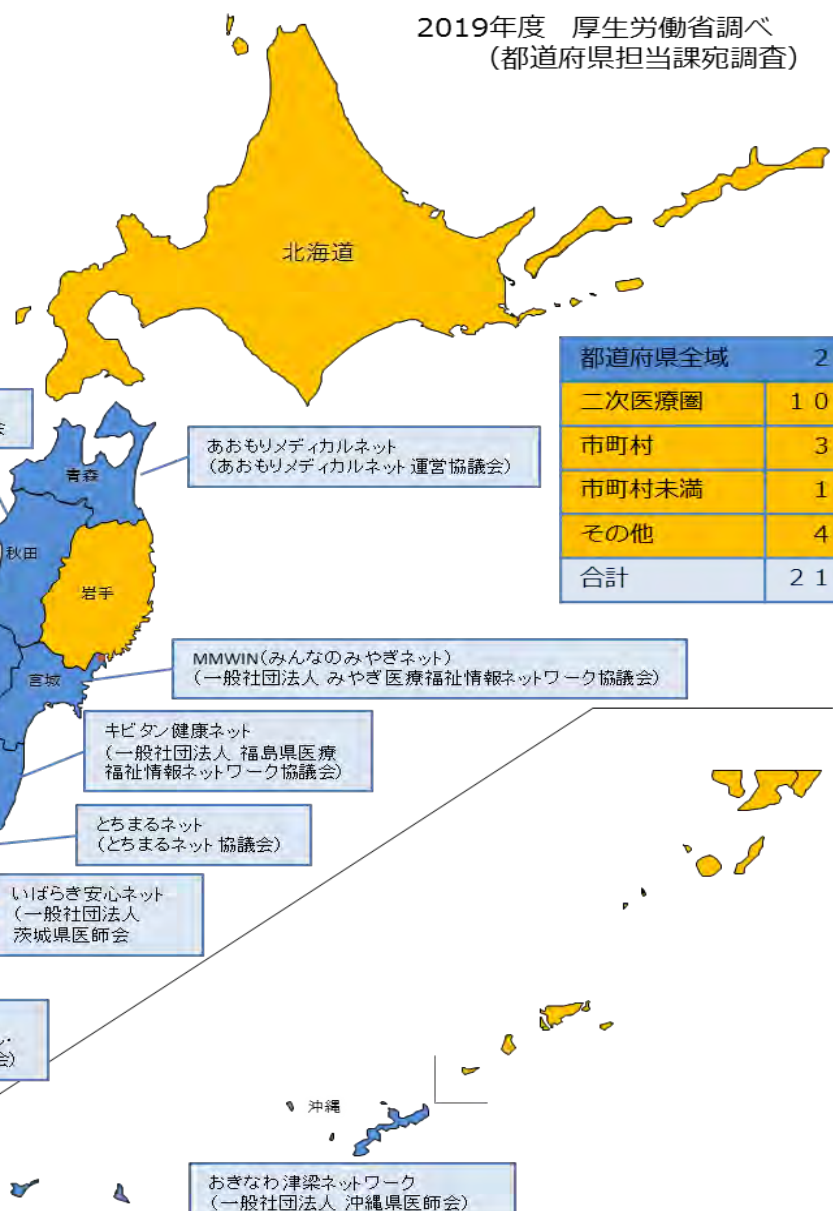 2019年度 厚生労働省調べ
(都道府県担当課宛調査)
北海道
都道府県全域 2
二次医療圏 10
市町村 3
市町村未満 1
その他 4
合計 21
青森
あおもりメディカルネット
(あおもりメディカルネット運営協議会)
秋田
岩手
宮城
MMWIN(みんなのみやぎネット)
(一般社団法人 みやぎ医療福祉情報ネットワーク協議会)
キビタン健康ネット
(一般社団法人 福島県医療
福祉情報ネットワーク協議会)
とちまるネット
(とちまるネット協議会)
いばらき安心ネット
(一般社団法人
茨城県医師会
会)
沖縄
おきなわ津梁ネットワーク
(一般社団法人 沖縄県医師会)